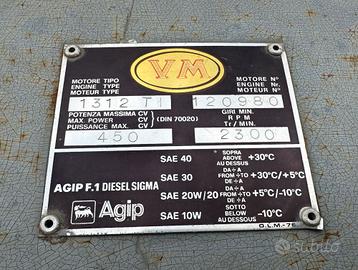 VM
MOTORE TIPO
ENGINE TYPE
MOTEUR TYPE
1312 TI
MOTORE N°
ENGINE Nr.
MOTEUR N°
120980
POTENZA MASSIMA CV
MAX. POWER CV
PUISSANCE MAX. CV
(DIN 70020)
450
GIRI MIN.
R P M
Tr / Min.
2300
AGIP F.1 DIESEL SIGMA
Agip
SAE 40 SOPRA ABOVE AU DESSUS +30°C
SAE 30 DA÷A FROM÷TO DE÷A +30°C/+5°C
SAE 20W/20 DA÷A FROM÷TO DE÷A +5°C/-10°C
SAE 10W SOTTO BELOW AU DESSOUS -10°C
O.L.M.-76
subito